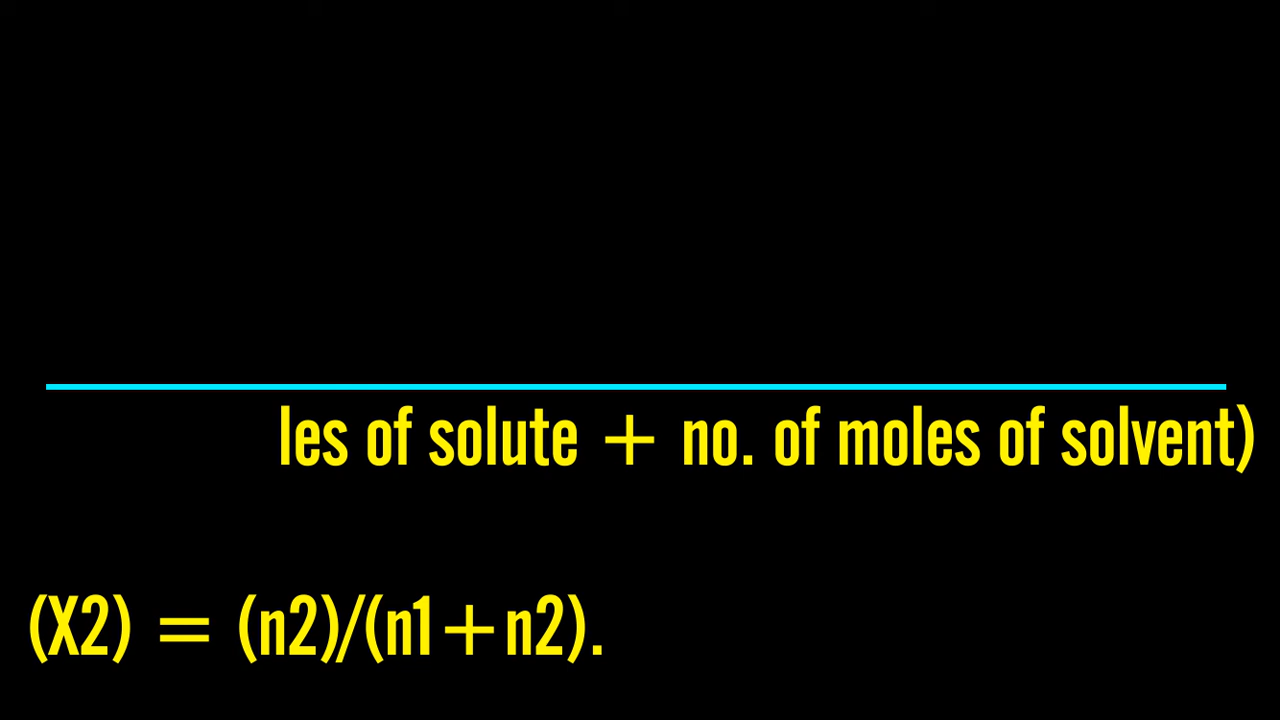 les of solute + no. of moles of solvent)
(X2) = (n2)/(n1+n2).